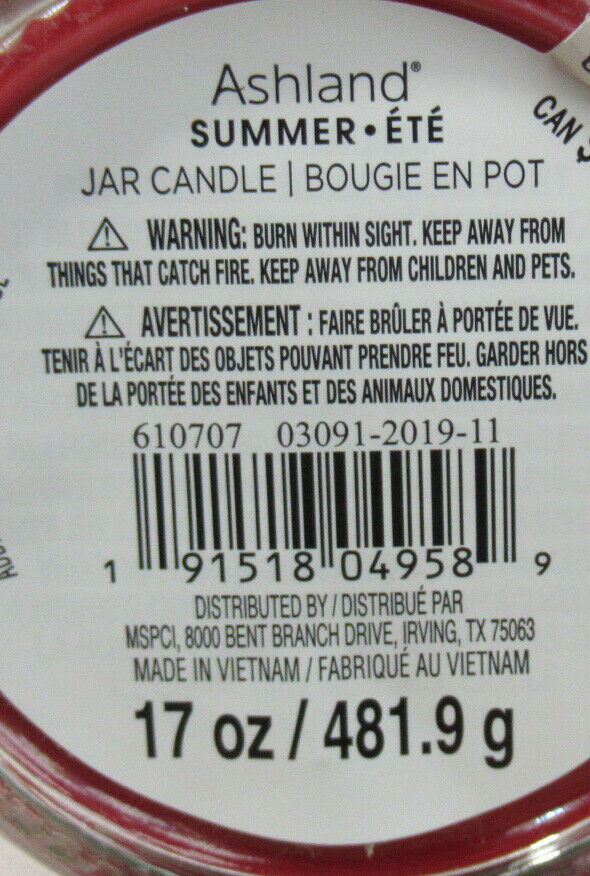 Ashland®
SUMMER • ÉTÉ
JAR CANDLE | BOUGIE EN POT
CAN $
⚠ WARNING: BURN WITHIN SIGHT. KEEP AWAY FROM
THINGS THAT CATCH FIRE. KEEP AWAY FROM CHILDREN AND PETS.
⚠ AVERTISSEMENT : FAIRE BRÛLER À PORTÉE DE VUE.
TENIR À L'ÉCART DES OBJETS POUVANT PRENDRE FEU. GARDER HORS
DE LA PORTÉE DES ENFANTS ET DES ANIMAUX DOMESTIQUES.
610707 03091-2019-11
1 91518 04958 9
DISTRIBUTED BY / DISTRIBUÉ PAR
MSPCI, 8000 BENT BRANCH DRIVE, IRVING, TX 75063
MADE IN VIETNAM / FABRIQUÉ AU VIETNAM
17 oz / 481.9 g